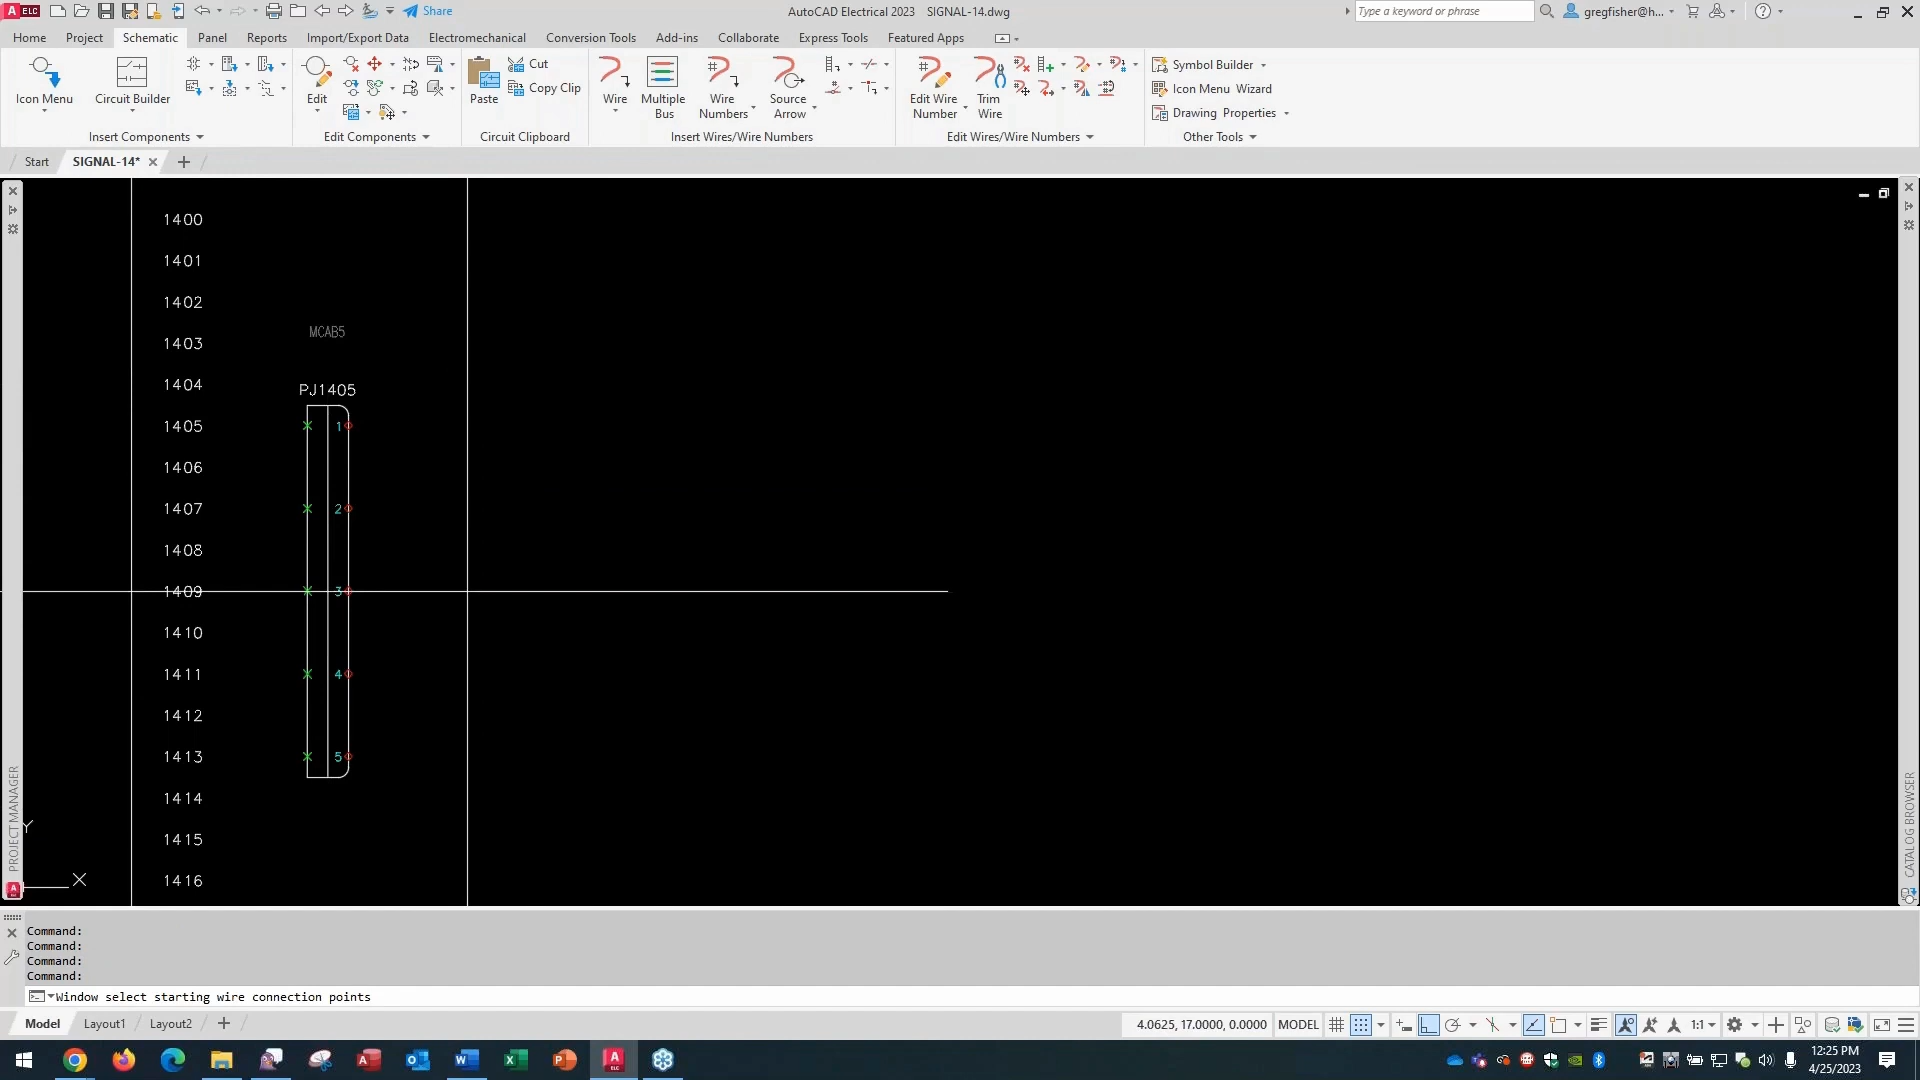 A ELC
Share
AutoCAD Electrical 2023 SIGNAL-14.dwg
Type a keyword or phrase
gregfisher@h...
Home Project Schematic Panel Reports Import/Export Data Electromechanical Conversion Tools Add-ins Collaborate Express Tools Featured Apps
Icon Menu
Circuit Builder
Insert Components
Edit
Edit Components
Paste
Cut
Copy Clip
Circuit Clipboard
Wire
Multiple Bus
Wire Numbers
Source Arrow
Insert Wires/Wire Numbers
Edit Wire Number
Trim Wire
Edit Wires/Wire Numbers
Symbol Builder
Icon Menu Wizard
Drawing Properties
Other Tools
Start SIGNAL-14*
1400
1401
1402
MCAB5
1403
1404 PJ1405
1405 1
1406
1407 2
1408
1409 3
1410
1411 4
1412
1413 5
1414
1415
1416
Y
X
PROJECT MANAGER
CATALOG BROWSER
Command:
Command:
Command:
Command:
Window select starting wire connection points
Model Layout1 Layout2
4.0625, 17.0000, 0.0000 MODEL 1:1
12:25 PM
4/25/2023